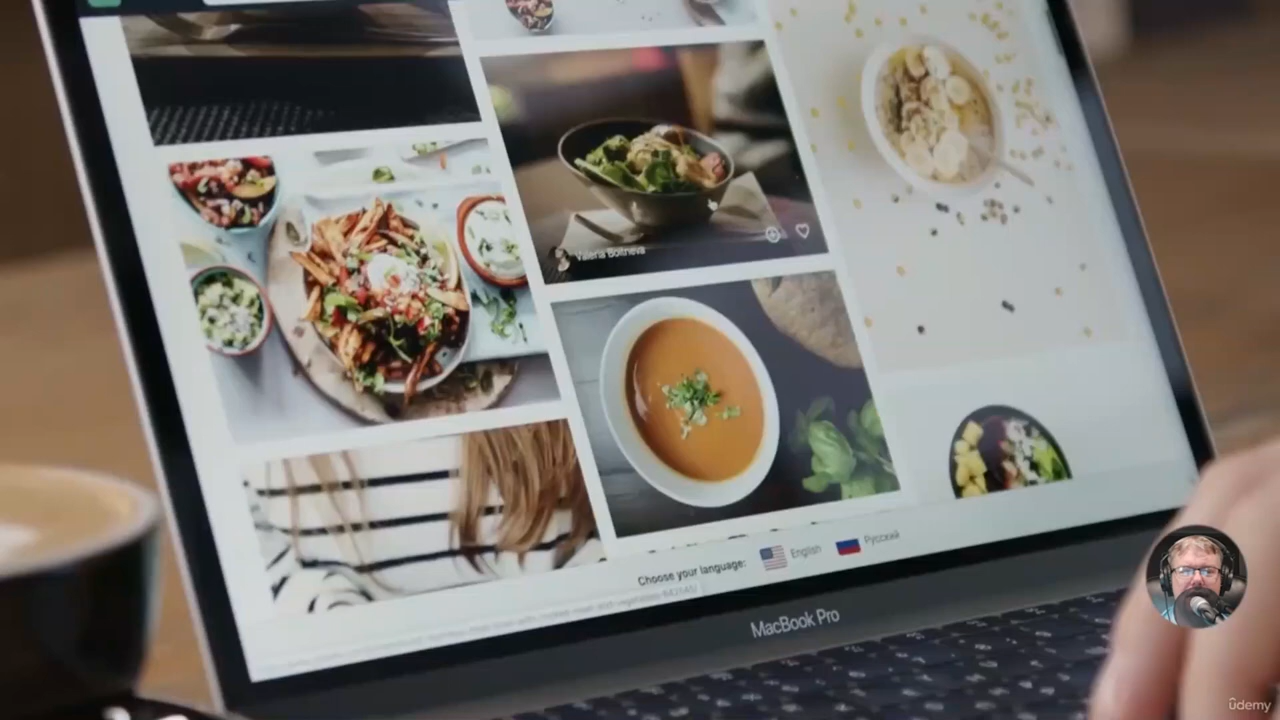 Valeria Boltneva
Choose your language: English Русский
MacBook Pro
ûdemy